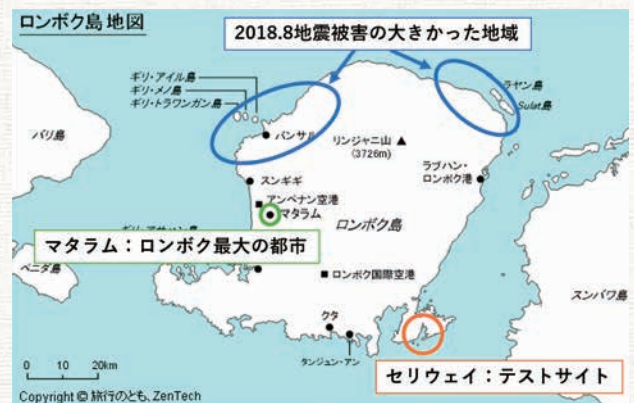 ロンボク島地図
2018.8地震被害の大きかった地域
ギリ・アイル島
ギリ・メノ島
ギリ・トラワンガン島
ラヤン島
Sulat島
バリ島
バンサル
リンジャニ山
(3726m)
スンギギ
ラブハン・
ロンボク港
アンペナン空港
マタラム
ロンボク島
マタラム：ロンボク最大の都市
ペニダ島
ロンボク国際空港
スンバワ島
クタ
タンジュン・アン
0 10 20km
セリウェイ：テストサイト
Copyright © 旅行のとも、ZenTech